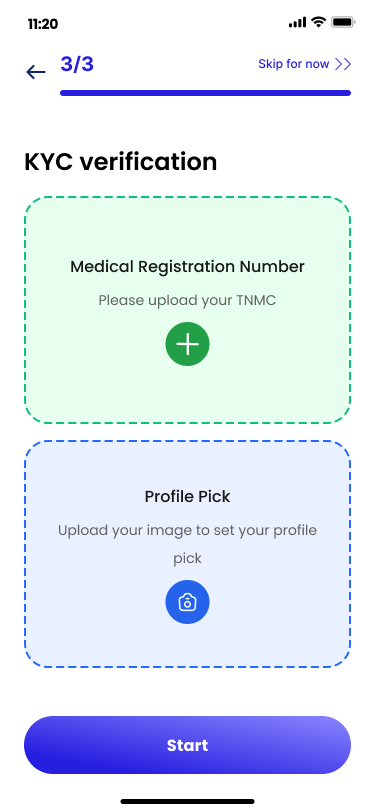 11:20
3/3
Skip for now
KYC verification
Medical Registration Number
Please upload your TNMC
Profile Pick
Upload your image to set your profile
pick
Start